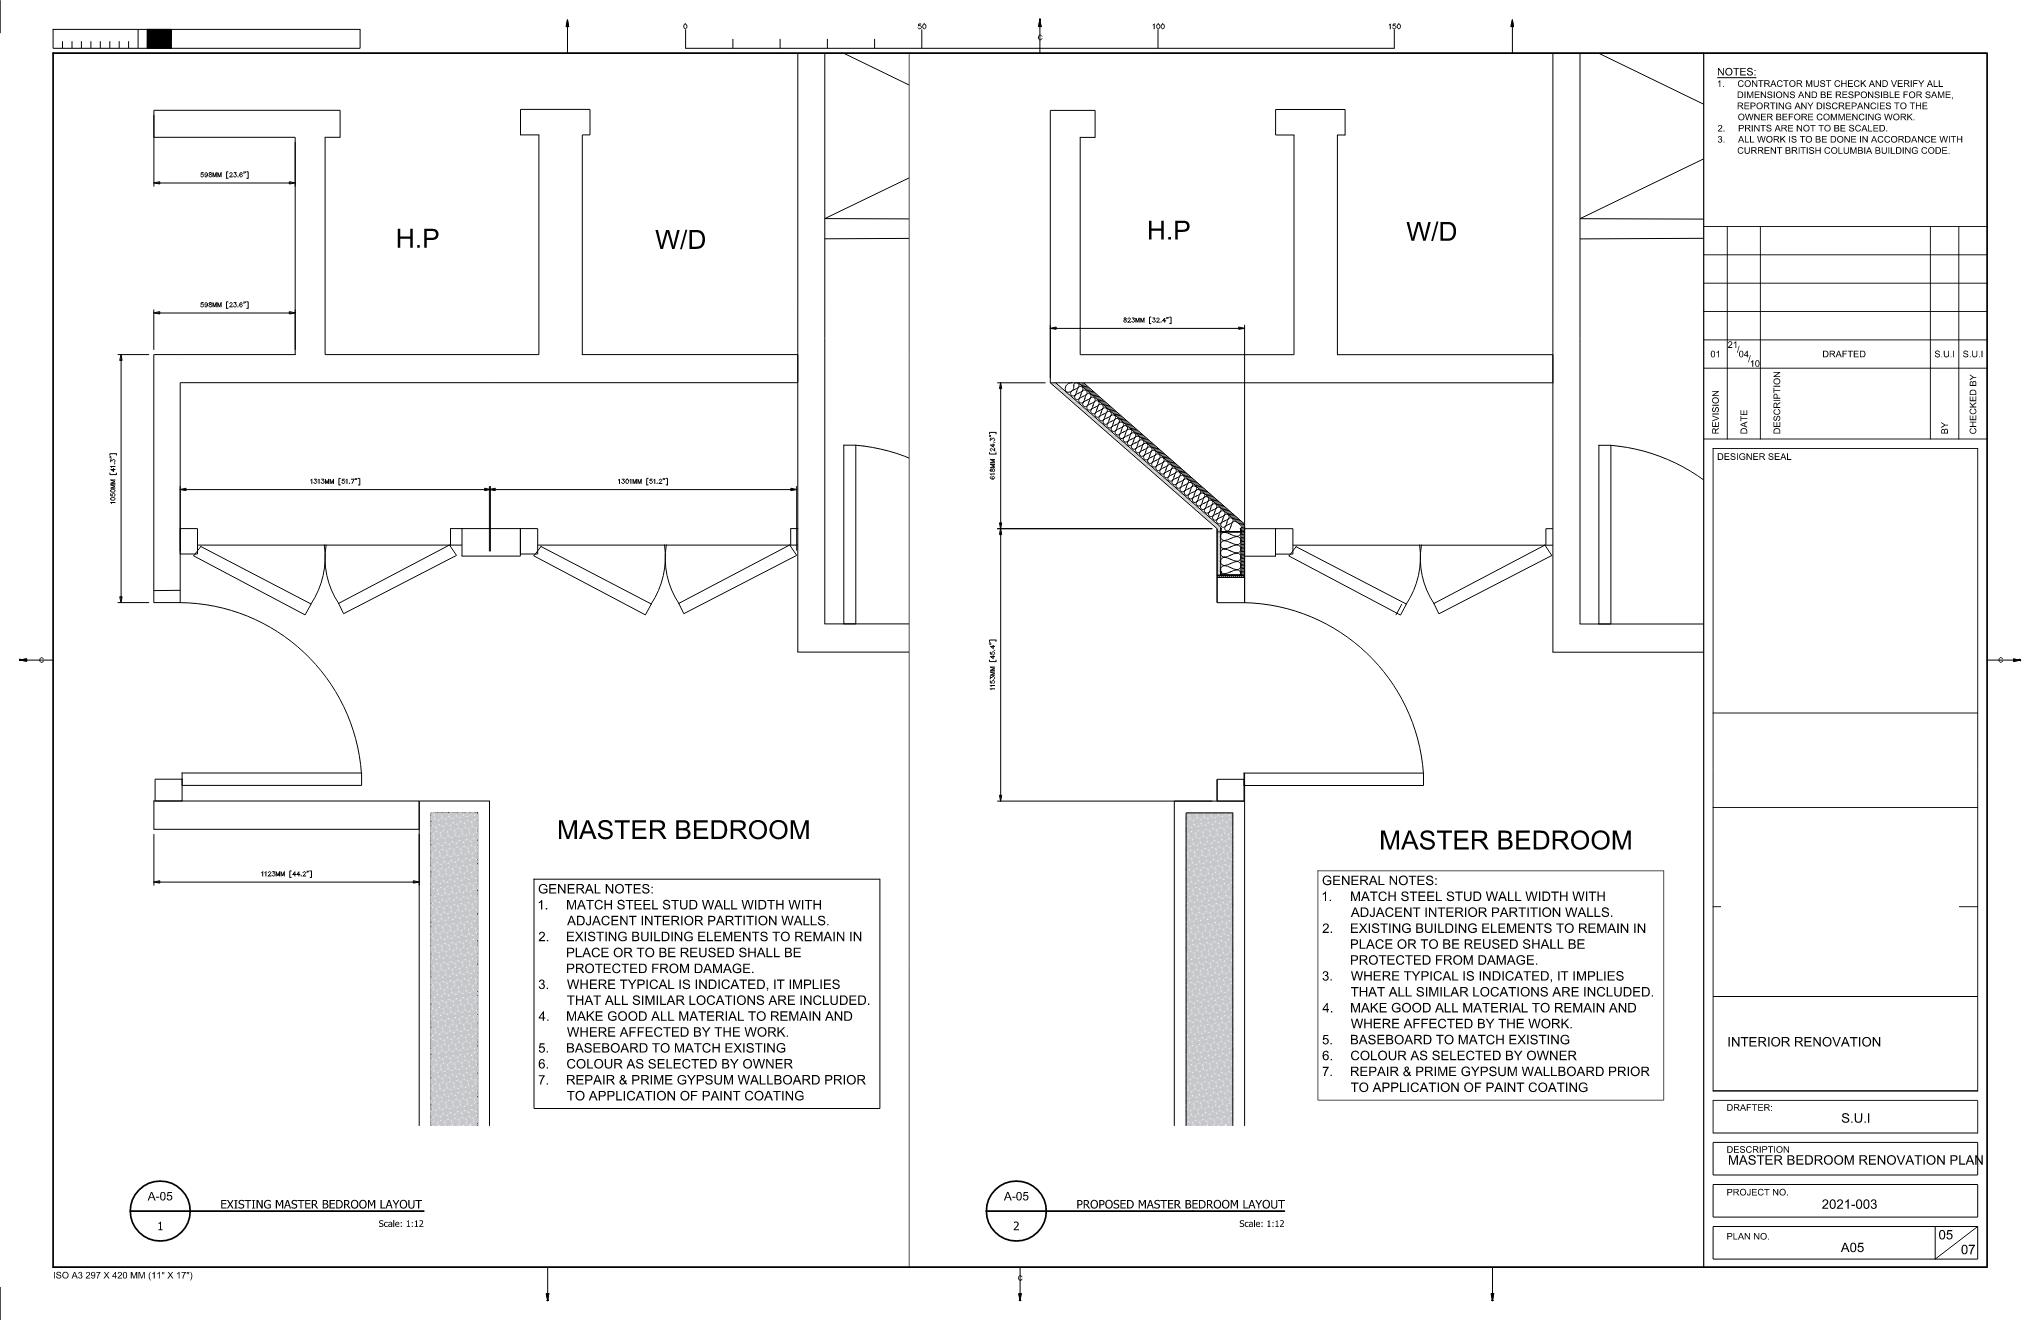 0
50
100
150
C
598MM [23.6"]
598MM [23.6"]
H.P
W/D
1050MM [41.3"]
1313MM [51.7"]
1301MM [51.2"]
1123MM [44.2"]
MASTER BEDROOM
GENERAL NOTES:
1. MATCH STEEL STUD WALL WIDTH WITH
ADJACENT INTERIOR PARTITION WALLS.
2. EXISTING BUILDING ELEMENTS TO REMAIN IN
PLACE OR TO BE REUSED SHALL BE
PROTECTED FROM DAMAGE.
3. WHERE TYPICAL IS INDICATED, IT IMPLIES
THAT ALL SIMILAR LOCATIONS ARE INCLUDED.
4. MAKE GOOD ALL MATERIAL TO REMAIN AND
WHERE AFFECTED BY THE WORK.
5. BASEBOARD TO MATCH EXISTING
6. COLOUR AS SELECTED BY OWNER
7. REPAIR & PRIME GYPSUM WALLBOARD PRIOR
TO APPLICATION OF PAINT COATING
A-05
1
EXISTING MASTER BEDROOM LAYOUT
Scale: 1:12
H.P
W/D
823MM [32.4"]
618MM [24.3"]
1153MM [45.4"]
MASTER BEDROOM
GENERAL NOTES:
1. MATCH STEEL STUD WALL WIDTH WITH
ADJACENT INTERIOR PARTITION WALLS.
2. EXISTING BUILDING ELEMENTS TO REMAIN IN
PLACE OR TO BE REUSED SHALL BE
PROTECTED FROM DAMAGE.
3. WHERE TYPICAL IS INDICATED, IT IMPLIES
THAT ALL SIMILAR LOCATIONS ARE INCLUDED.
4. MAKE GOOD ALL MATERIAL TO REMAIN AND
WHERE AFFECTED BY THE WORK.
5. BASEBOARD TO MATCH EXISTING
6. COLOUR AS SELECTED BY OWNER
7. REPAIR & PRIME GYPSUM WALLBOARD PRIOR
TO APPLICATION OF PAINT COATING
A-05
2
PROPOSED MASTER BEDROOM LAYOUT
Scale: 1:12
NOTES:
1. CONTRACTOR MUST CHECK AND VERIFY ALL
DIMENSIONS AND BE RESPONSIBLE FOR SAME,
REPORTING ANY DISCREPANCIES TO THE
OWNER BEFORE COMMENCING WORK.
2. PRINTS ARE NOT TO BE SCALED.
3. ALL WORK IS TO BE DONE IN ACCORDANCE WITH
CURRENT BRITISH COLUMBIA BUILDING CODE.
01 21/04/10 DRAFTED S.U.I S.U.I
REVISION DATE DESCRIPTION BY CHECKED BY
DESIGNER SEAL
INTERIOR RENOVATION
DRAFTER:
S.U.I
DESCRIPTION
MASTER BEDROOM RENOVATION PLAN
PROJECT NO.
2021-003
PLAN NO.
A05
05/07
C
C
C
ISO A3 297 X 420 MM (11" X 17")